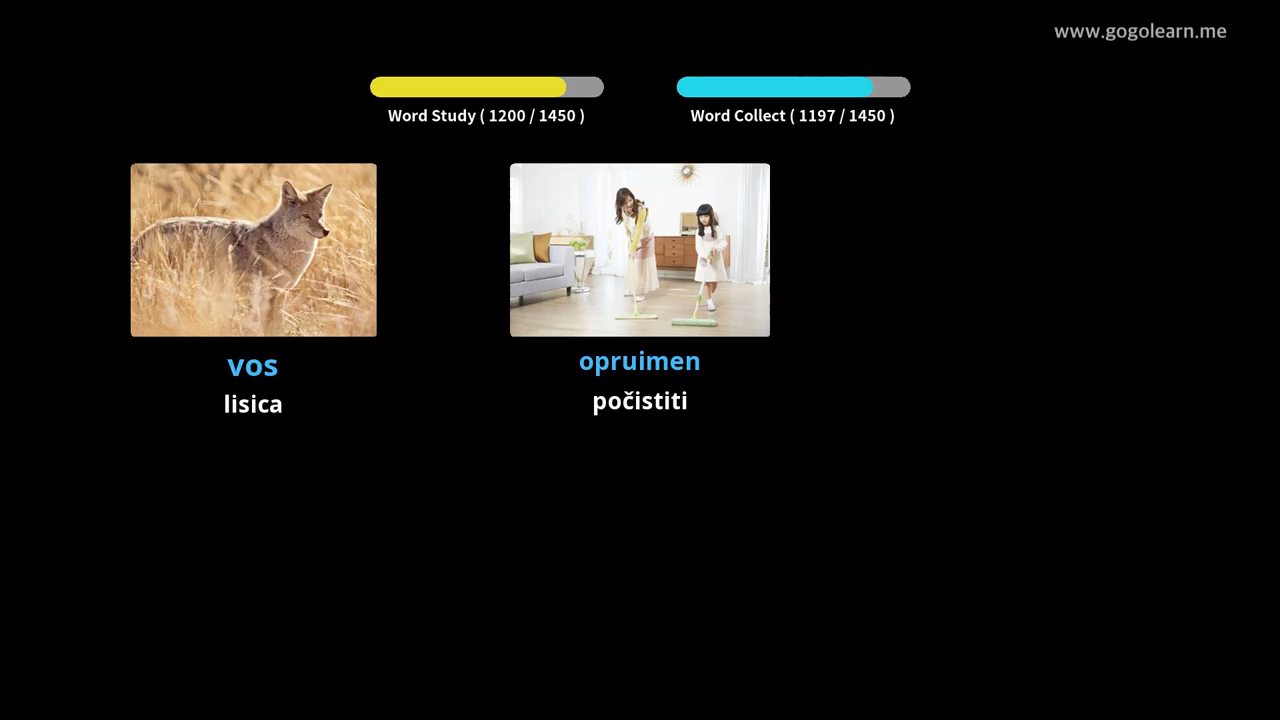 www.gogolearn.me
Word Study ( 1200 / 1450 )
Word Collect ( 1197 / 1450 )
vos
lisica
opruimen
počistiti